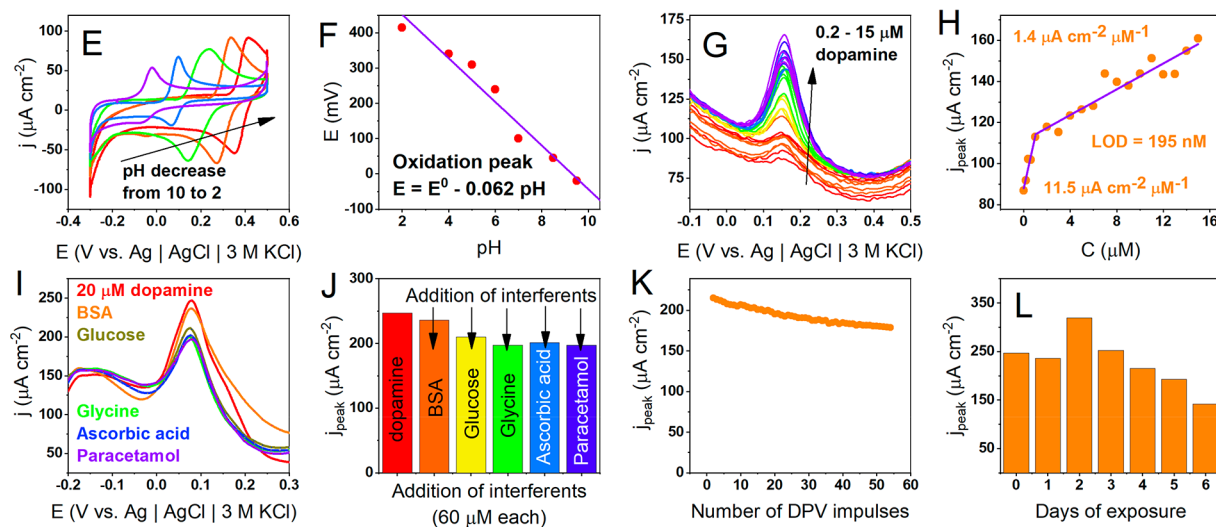 E
j (µA cm⁻²)
100
50
0
-50
-100
pH decrease
from 10 to 2
-0.4 -0.2 0.0 0.2 0.4 0.6
E (V vs. Ag | AgCl | 3 M KCl)
F
E (mV)
400
300
200
100
0
-100
Oxidation peak
E = E⁰ - 0.062 pH
2 4 6 8 10
pH
G
j (µA cm⁻²)
175
150
125
100
75
0.2 - 15 µM
dopamine
-0.1 0.0 0.1 0.2 0.3 0.4 0.5
E (V vs. Ag | AgCl | 3 M KCl)
H
j peak (µA cm⁻²)
160
140
120
100
80
1.4 µA cm⁻² µM⁻¹
LOD = 195 nM
11.5 µA cm⁻² µM⁻¹
0 4 8 12 16
C (µM)
I
j (µA cm⁻²)
250
200
150
100
50
20 µM dopamine
BSA
Glucose
Glycine
Ascorbic acid
Paracetamol
-0.2 -0.1 0.0 0.1 0.2 0.3
E (V vs. Ag | AgCl | 3 M KCl)
J
j peak (µA cm⁻²)
300
200
100
0
Addition of interferents
dopamine
BSA
Glucose
Glycine
Ascorbic acid
Paracetamol
Addition of interferents
(60 µM each)
K
j peak (µA cm⁻²)
200
150
100
50
0
0 10 20 30 40 50 60
Number of DPV impulses
L
j peak (µA cm⁻²)
350
250
150
50
0 1 2 3 4 5 6
Days of exposure